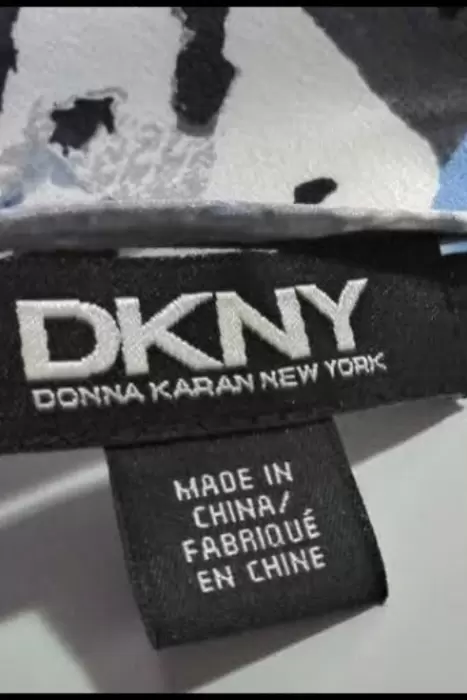 DKNY
DONNA KARAN NEW YORK
MADE IN
CHINA/
FABRIQUÉ
EN CHINE